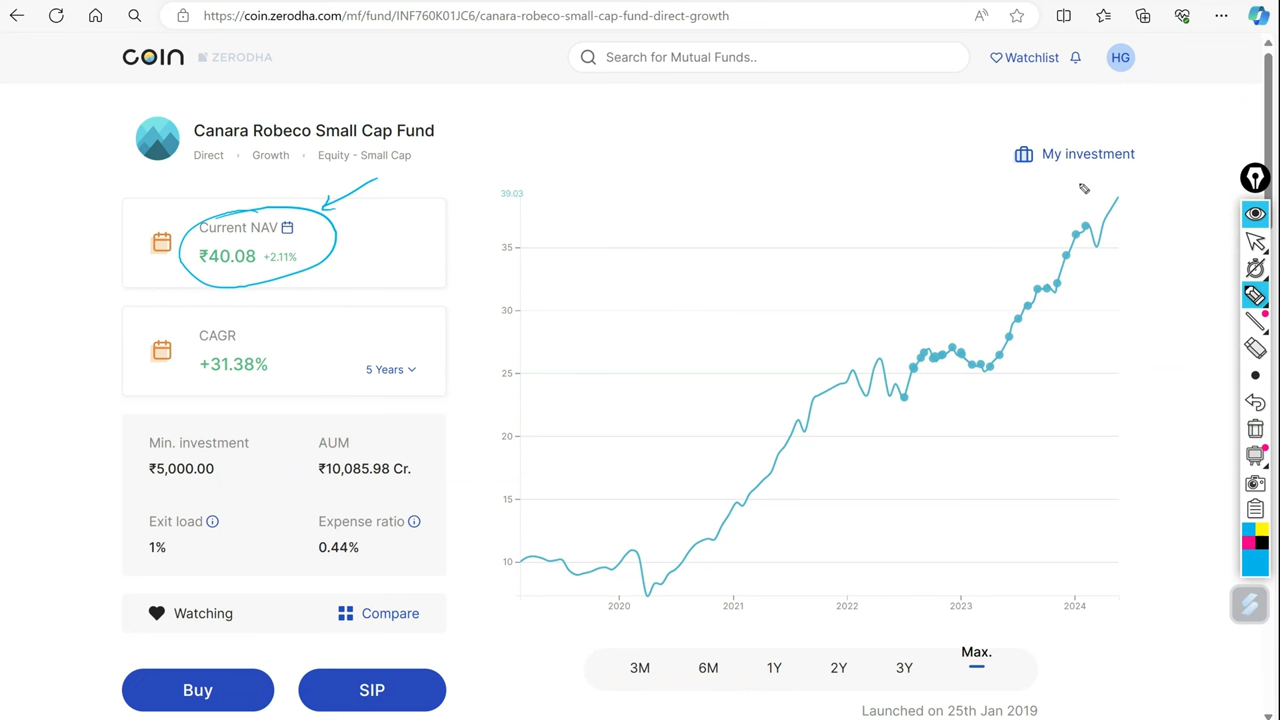 https://coin.zerodha.com/mf/fund/INF760K01JC6/canara-robeco-small-cap-fund-direct-growth
coin ZERODHA
Search for Mutual Funds..
Watchlist
HG
Canara Robeco Small Cap Fund
Direct Growth Equity - Small Cap
My investment
Current NAV
₹40.08 +2.11%
CAGR
+31.38%
5 Years
Min. investment AUM
₹5,000.00 ₹10,085.98 Cr.
Exit load Expense ratio
1% 0.44%
Watching Compare
Buy SIP
39.03
35
30
25
20
15
10
2020 2021 2022 2023 2024
3M 6M 1Y 2Y 3Y Max.
Launched on 25th Jan 2019